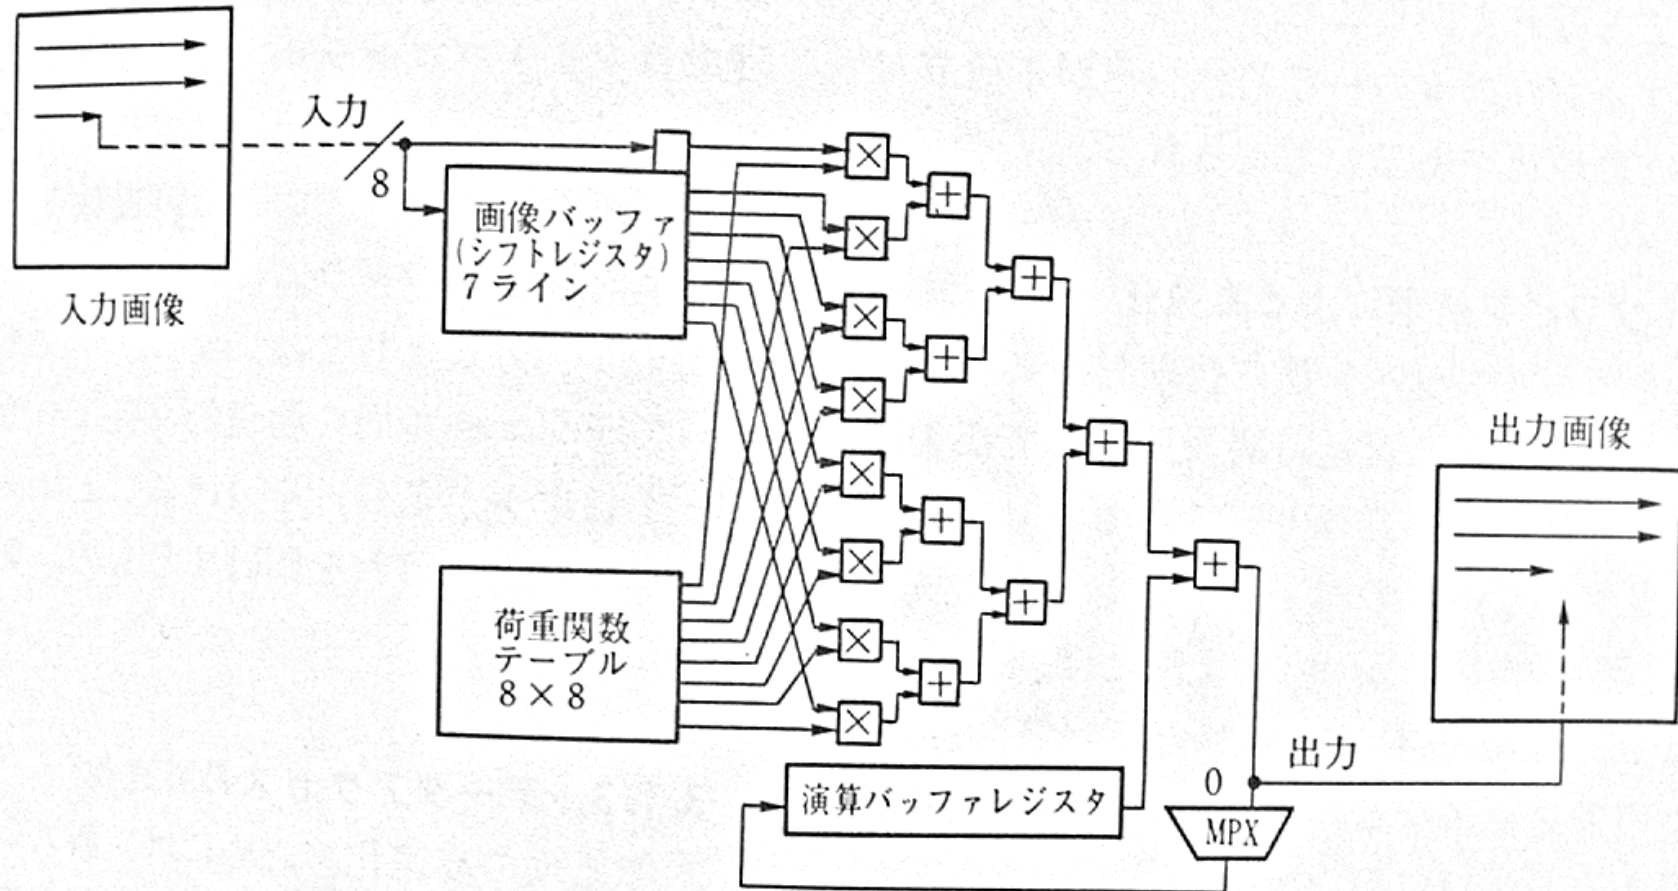 入力
8
画像バッファ
(シフトレジスタ)
7ライン
入力画像
×
×
×
×
×
×
×
×
+
+
+
+
+
+
+
+
荷重関数
テーブル
8×8
演算バッファレジスタ
0
MPX
出力
出力画像